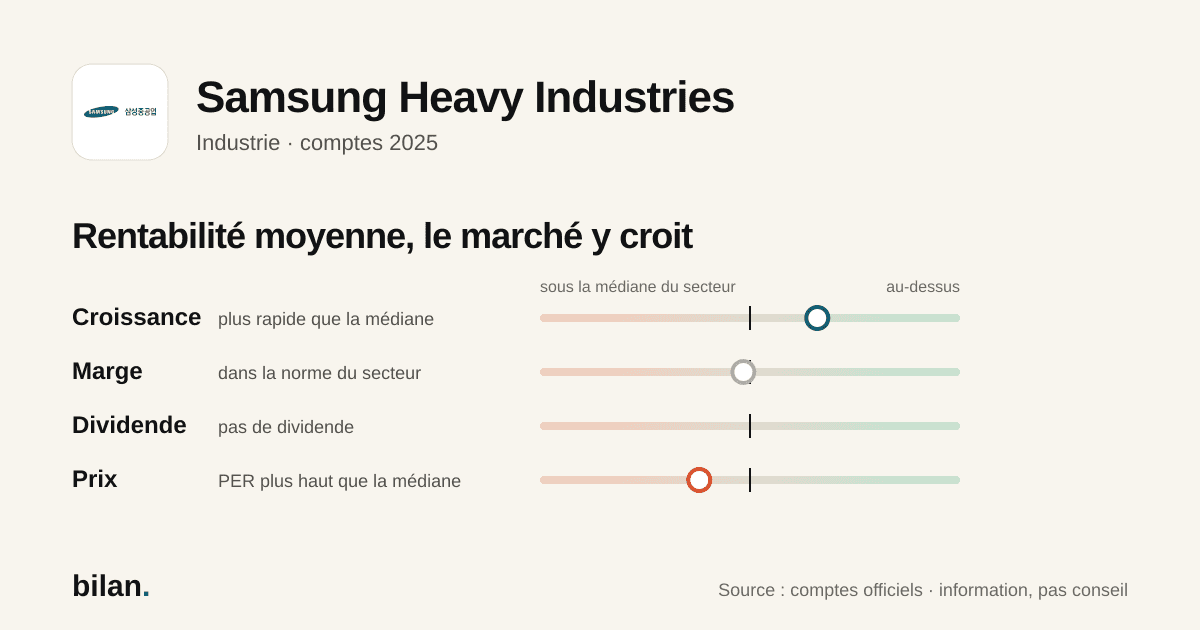 SAMSUNG 삼성중공업
Samsung Heavy Industries
Industrie · comptes 2025
Rentabilité moyenne, le marché y croit
sous la médiane du secteur au-dessus
Croissance plus rapide que la médiane
Marge dans la norme du secteur
Dividende pas de dividende
Prix PER plus haut que la médiane
bilan.
Source : comptes officiels · information, pas conseil